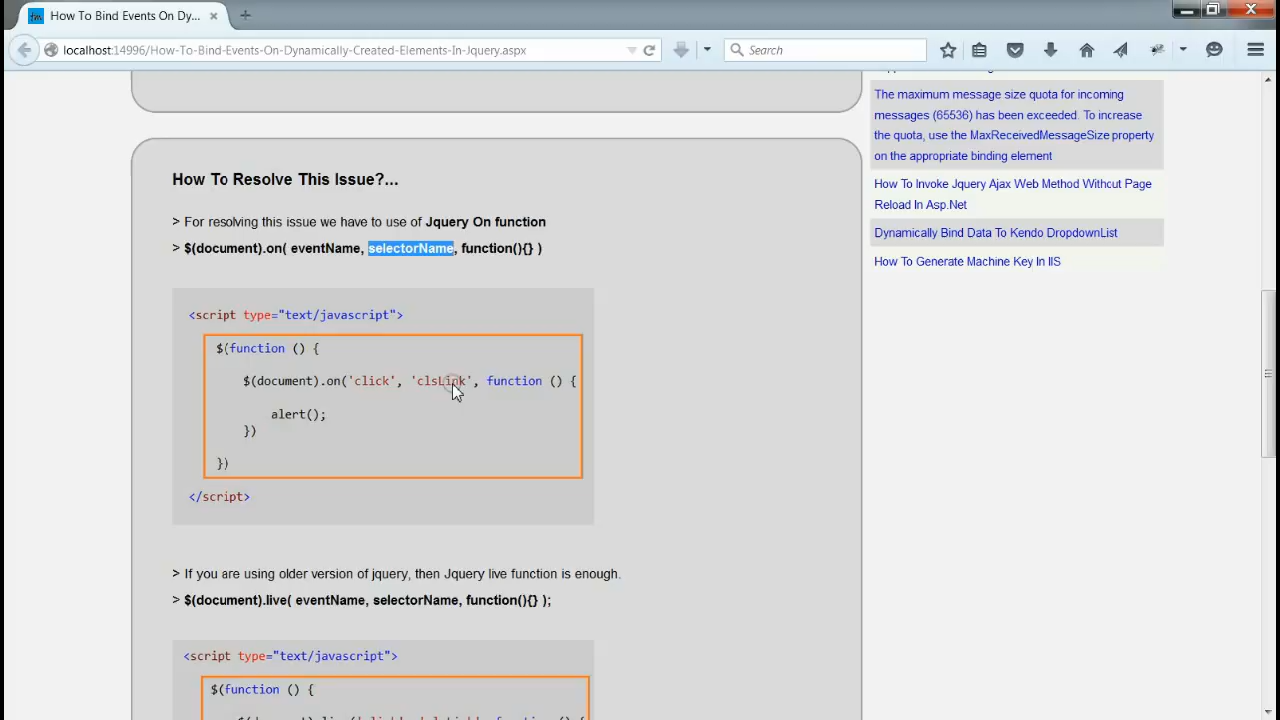 How To Bind Events On Dy...
localhost:14996/How-To-Bind-Events-On-Dynamically-Created-Elements-In-Jquery.aspx
Search
The maximum message size quota for incoming
messages (65536) has been exceeded. To increase
the quota, use the MaxReceivedMessageSize property
on the appropriate binding element
How To Invoke Jquery Ajax Web Method Without Page
Reload In Asp.Net
Dynamically Bind Data To Kendo DropdownList
How To Generate Machine Key In IIS
How To Resolve This Issue?...
> For resolving this issue we have to use of Jquery On function
> $(document).on( eventName, selectorName, function(){} )
<script type="text/javascript">
$(function () {
$(document).on('click', 'clsLink', function () {
alert();
})
})
</script>
> If you are using older version of jquery, then Jquery live function is enough.
> $(document).live( eventName, selectorName, function(){} );
<script type="text/javascript">
$(function () {